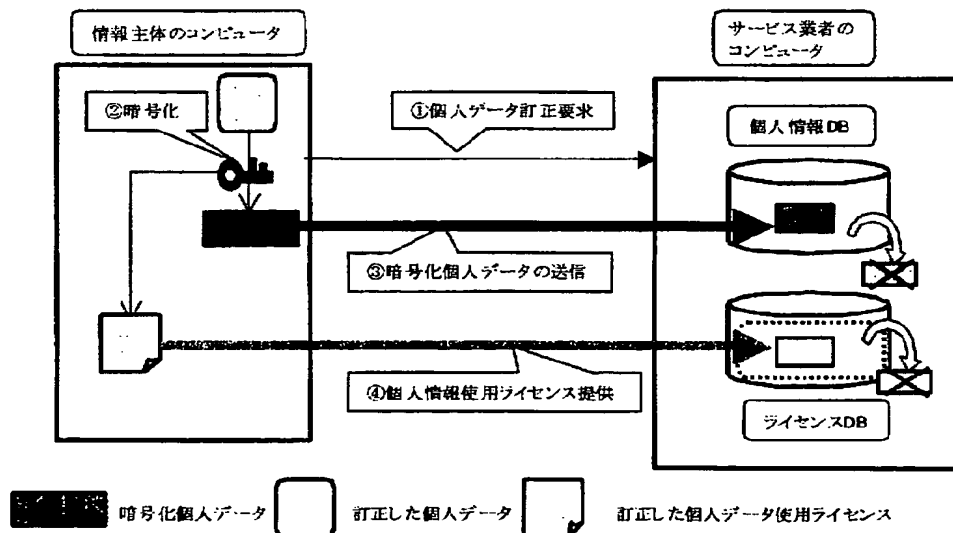 情報主体のコンピュータ
サービス業者の
コンピュータ
②暗号化
①個人データ訂正要求
個人情報DB
③暗号化個人データの送信
④個人情報使用ライセンス提供
ライセンスDB
暗号化個人データ
訂正した個人データ
訂正した個人データ使用ライセンス